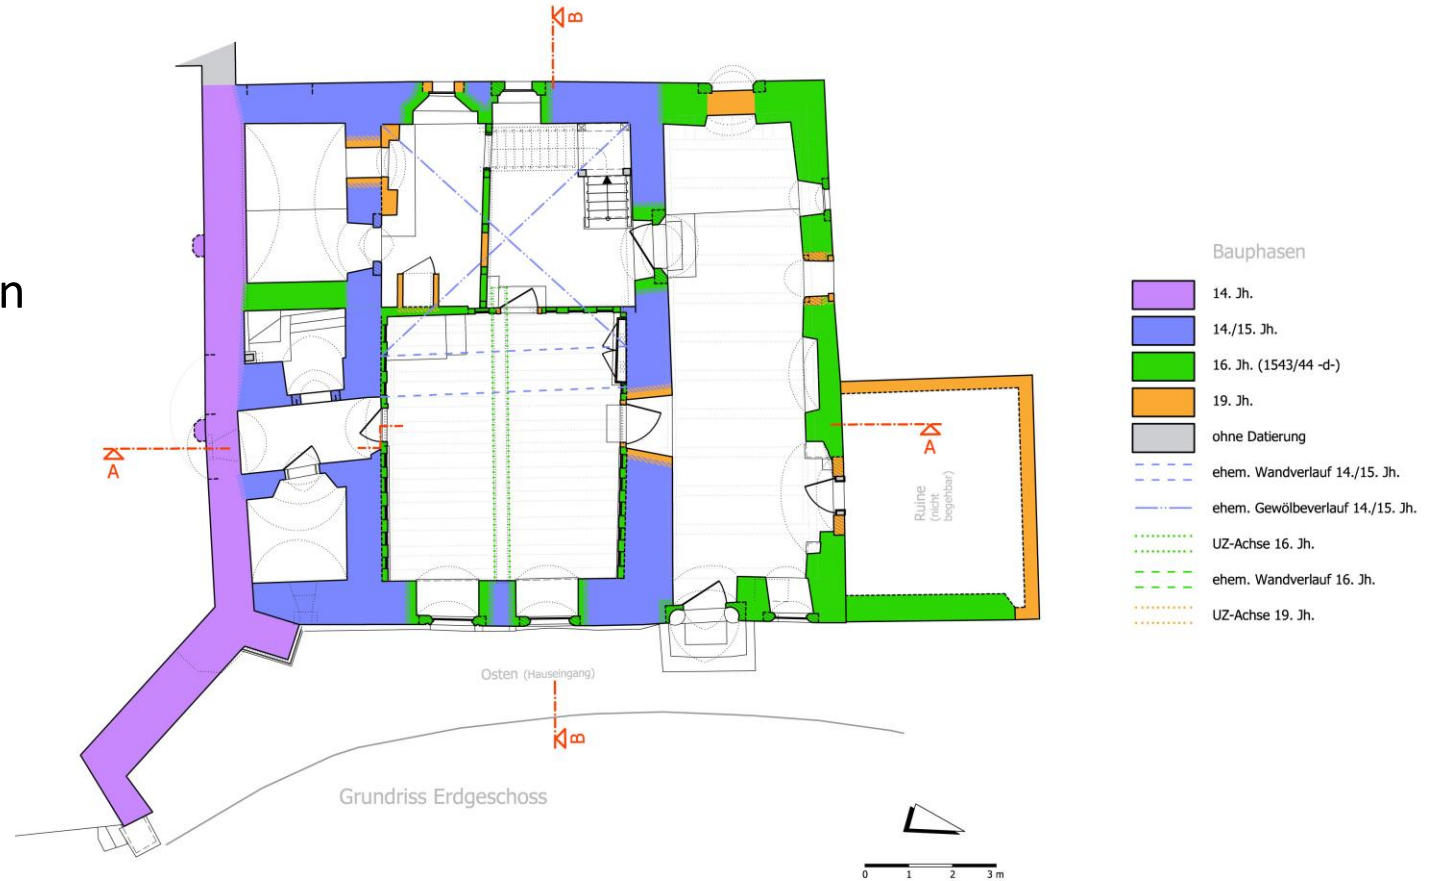 B
n
Bauphasen
14. Jh.
14./15. Jh.
16. Jh. (1543/44 -d-)
19. Jh.
ohne Datierung
ehem. Wandverlauf 14./15. Jh.
ehem. Gewölbeverlauf 14./15. Jh.
UZ-Achse 16. Jh.
ehem. Wandverlauf 16. Jh.
UZ-Achse 19. Jh.
A
A
Ruine
(nicht
begehbar)
Osten (Hauseingang)
B
Grundriss Erdgeschoss
0 1 2 3 m